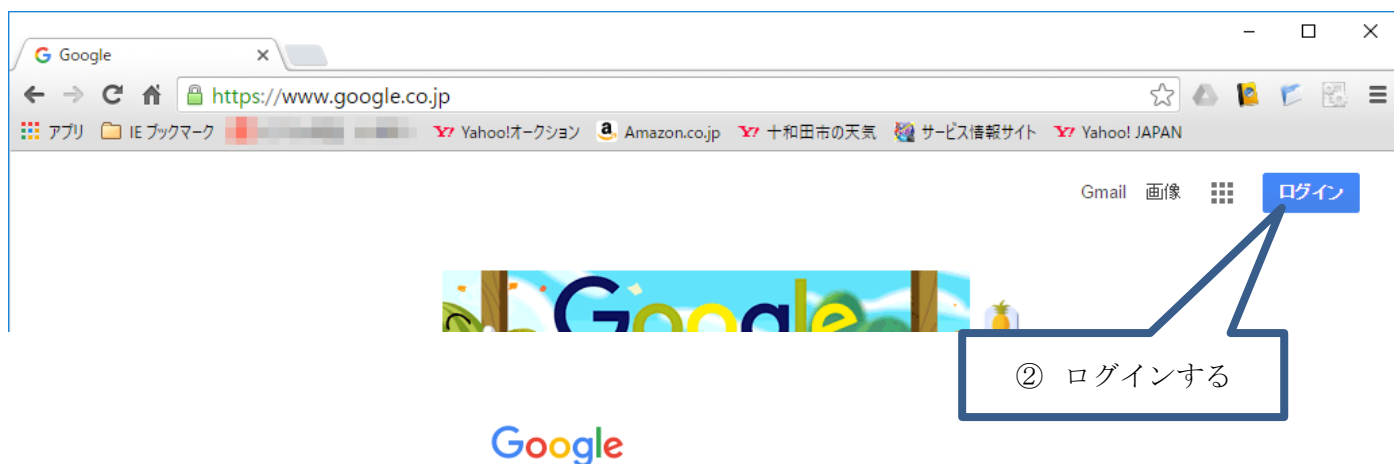 Google
https://www.google.co.jp
アプリ IE ブックマーク Yahoo!オークション Amazon.co.jp 十和田市の天気 サービス情報サイト Yahoo! JAPAN
Gmail 画像 ログイン
Google
② ログインする
Google